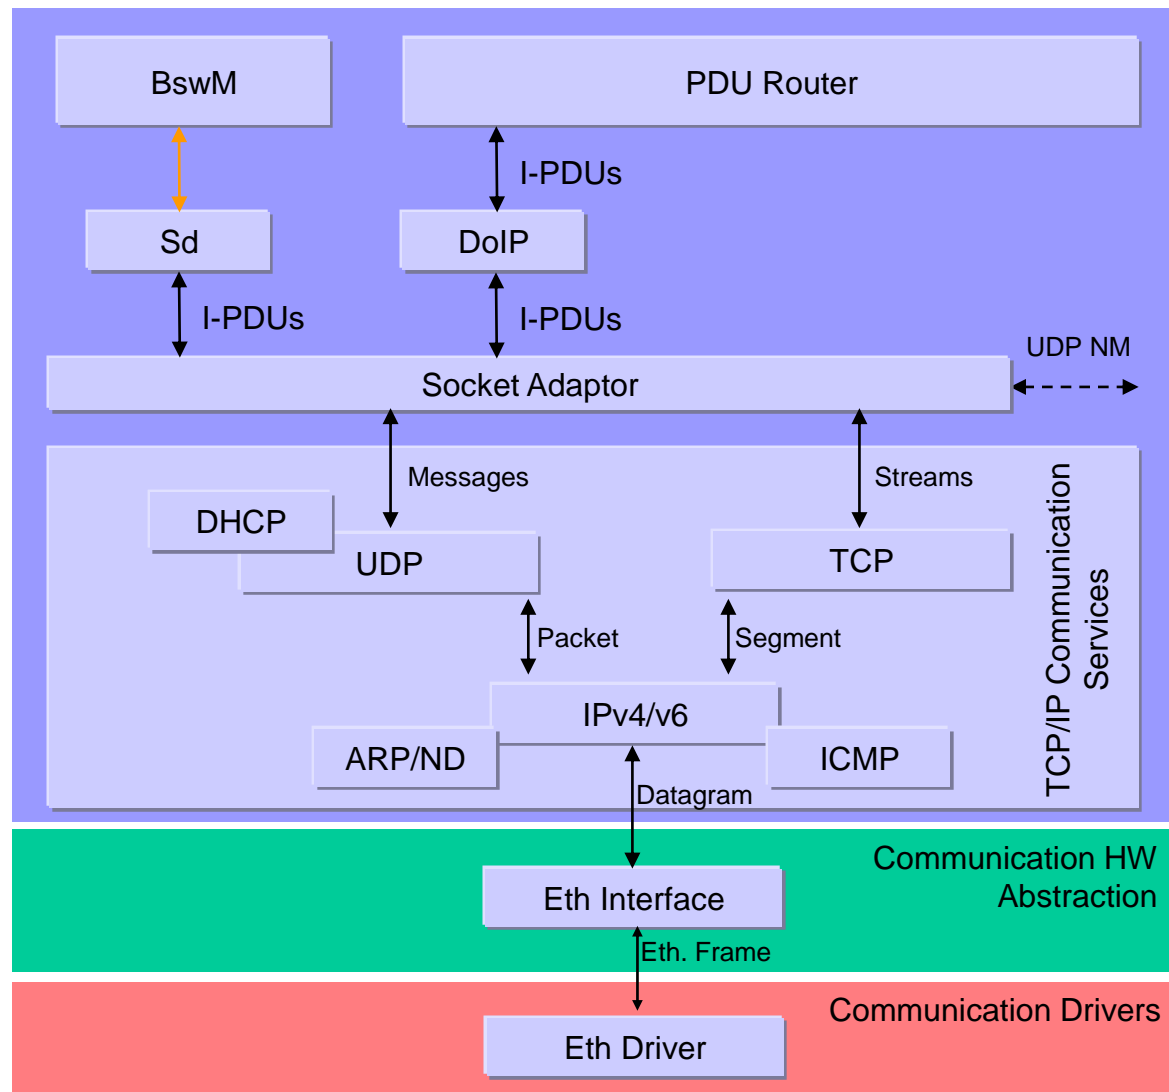 BswM
PDU Router
I-PDUs
Sd
DoIP
I-PDUs
I-PDUs
UDP NM
Socket Adaptor
Messages
Streams
DHCP
UDP
TCP
Packet
Segment
IPv4/v6
ARP/ND
ICMP
Datagram
TCP/IP Communication
Services
Communication HW
Abstraction
Eth Interface
Eth. Frame
Communication Drivers
Eth Driver